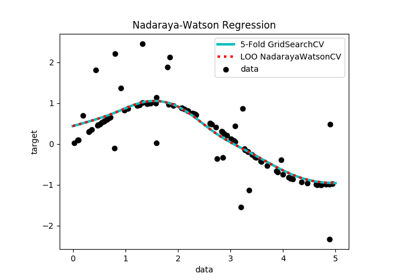 Nadaraya-Watson Regression
5-Fold GridSearchCV
LOO NadarayaWatsonCV
data
target
2
1
0
−1
−2
0
1
2
3
4
5
data